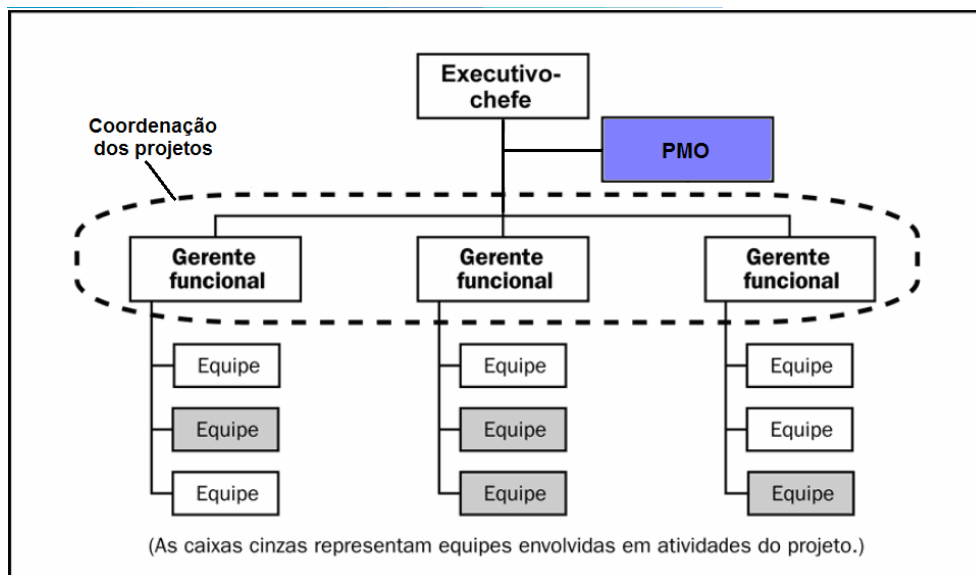 Executivo-
chefe
Coordenação
dos projetos
PMO
Gerente
funcional
Gerente
funcional
Gerente
funcional
Equipe
Equipe
Equipe
Equipe
Equipe
Equipe
Equipe
Equipe
Equipe
(As caixas cinzas representam equipes envolvidas em atividades do projeto.)